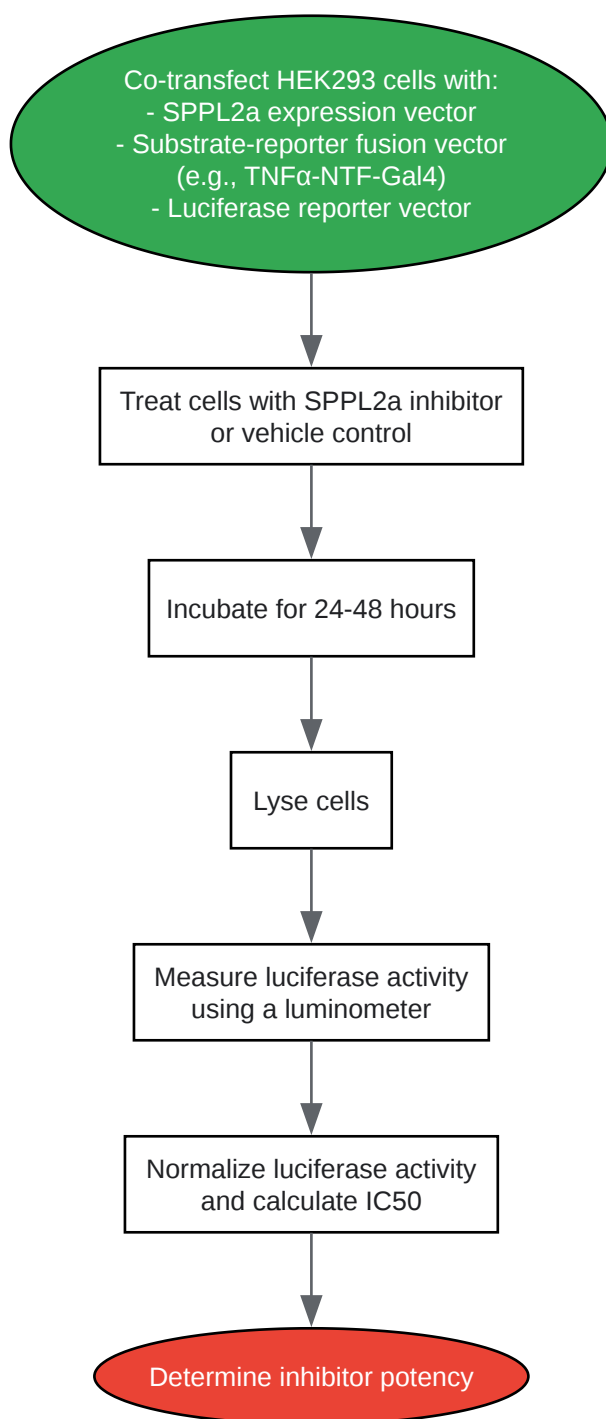 Co-transfect HEK293 cells with:
- SPPL2a expression vector
- Substrate-reporter fusion vector
(e.g., TNFα-NTF-Gal4)
- Luciferase reporter vector
Treat cells with SPPL2a inhibitor
or vehicle control
Incubate for 24-48 hours
Lyse cells
Measure luciferase activity
using a luminometer
Normalize luciferase activity
and calculate IC50
Determine inhibitor potency